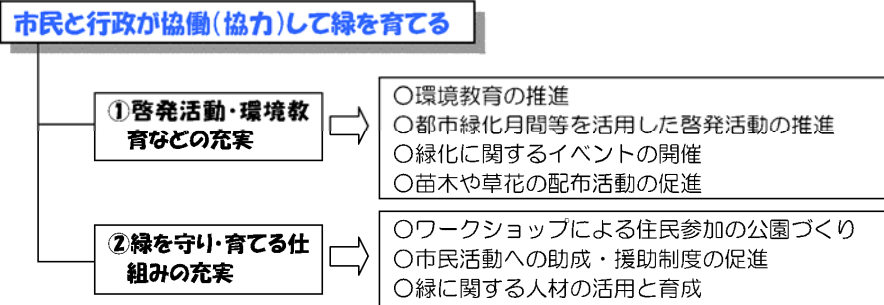 市民と行政が協働(協力)して緑を育てる
①啓発活動・環境教
育などの充実
○環境教育の推進
○都市緑化月間等を活用した啓発活動の推進
○緑化に関するイベントの開催
○苗木や草花の配布活動の促進
②緑を守り・育てる仕
組みの充実
○ワークショップによる住民参加の公園づくり
○市民活動への助成・援助制度の促進
○緑に関する人材の活用と育成